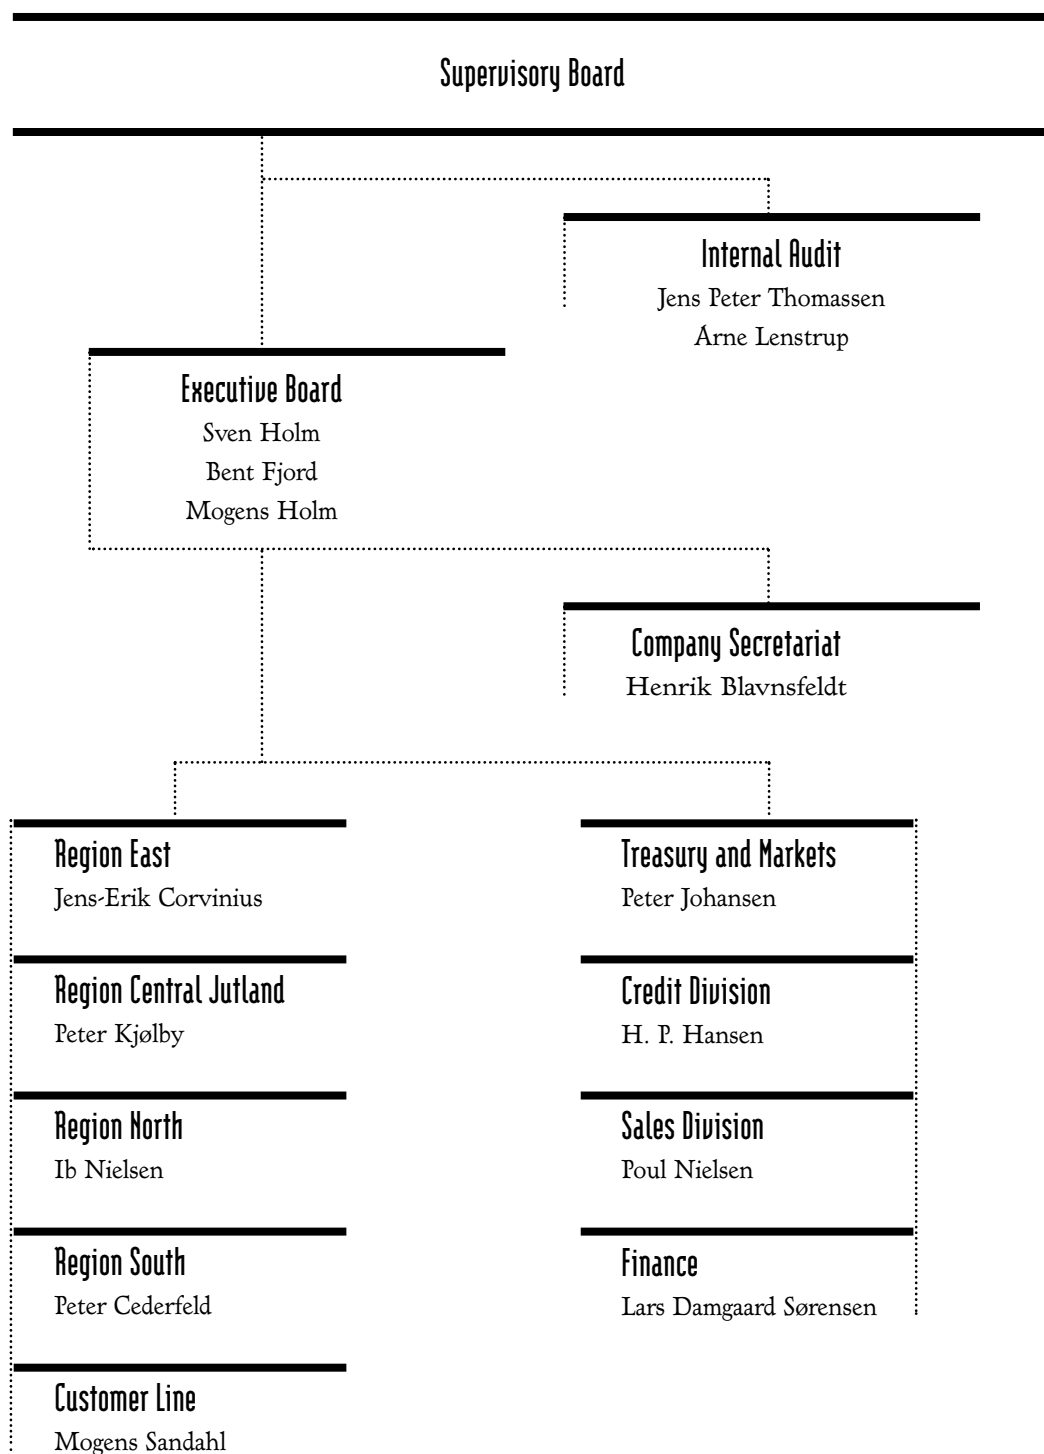 Supervisory Board
Internal Audit
Jens Peter Thomassen
Arne Lenstrup
Executive Board
Sven Holm
Bent Fjord
Mogens Holm
Company Secretariat
Henrik Blavnsfeldt
Region East
Jens-Erik Corvinius
Region Central Jutland
Peter Kjølby
Region North
Ib Nielsen
Region South
Peter Cederfeld
Customer Line
Mogens Sandahl
Treasury and Markets
Peter Johansen
Credit Division
H. P. Hansen
Sales Division
Poul Nielsen
Finance
Lars Damgaard Sørensen